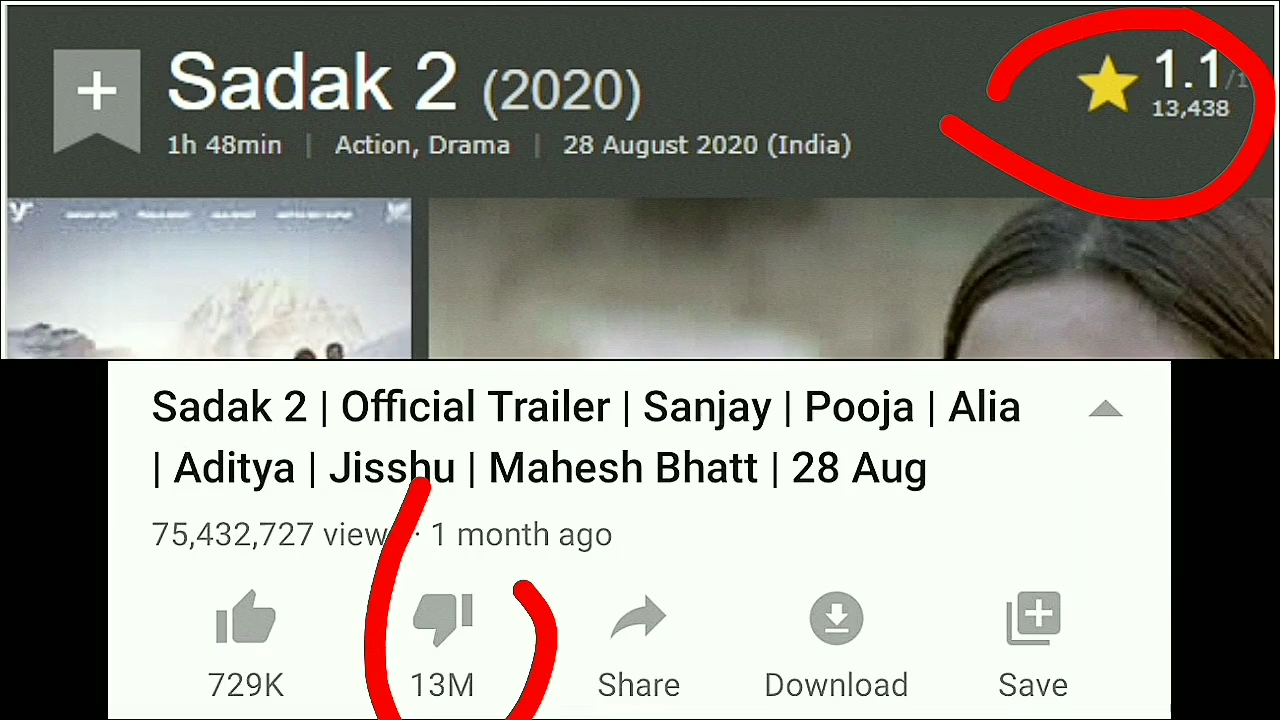 Sadak 2 (2020)
1.1/1
13,438
1h 48min | Action, Drama | 28 August 2020 (India)
Sadak 2 | Official Trailer | Sanjay | Pooja | Alia
| Aditya | Jisshu | Mahesh Bhatt | 28 Aug
75,432,727 view · 1 month ago
729K 13M Share Download Save